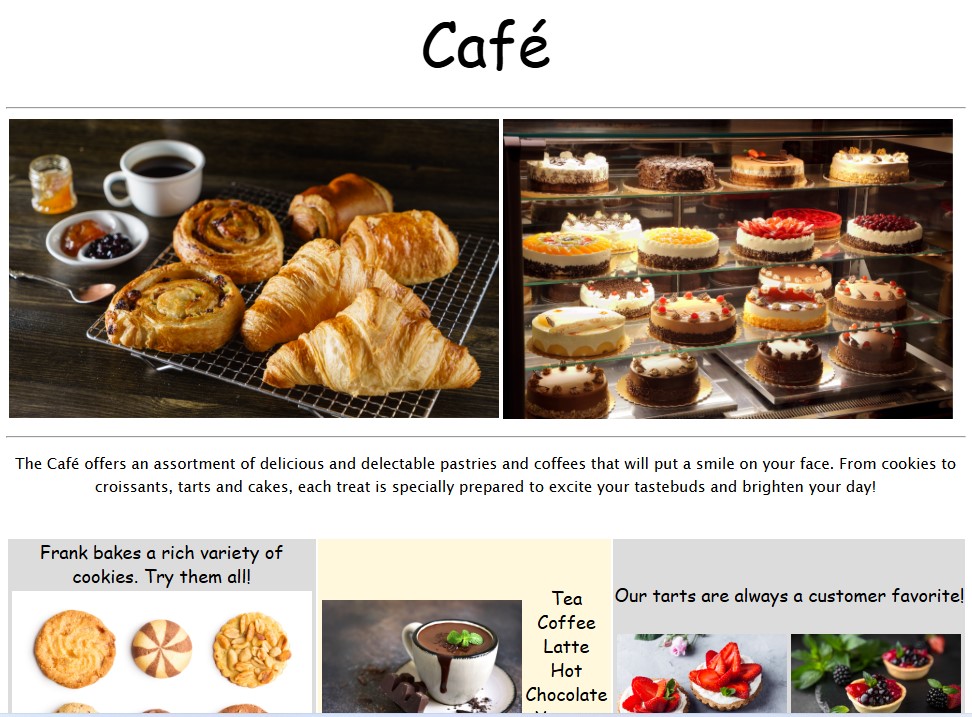 Café
The Café offers an assortment of delicious and delectable pastries and coffees that will put a smile on your face. From cookies to
croissants, tarts and cakes, each treat is specially prepared to excite your tastebuds and brighten your day!
Frank bakes a rich variety of
cookies. Try them all!
Tea
Coffee
Latte
Hot
Chocolate
Our tarts are always a customer favorite!